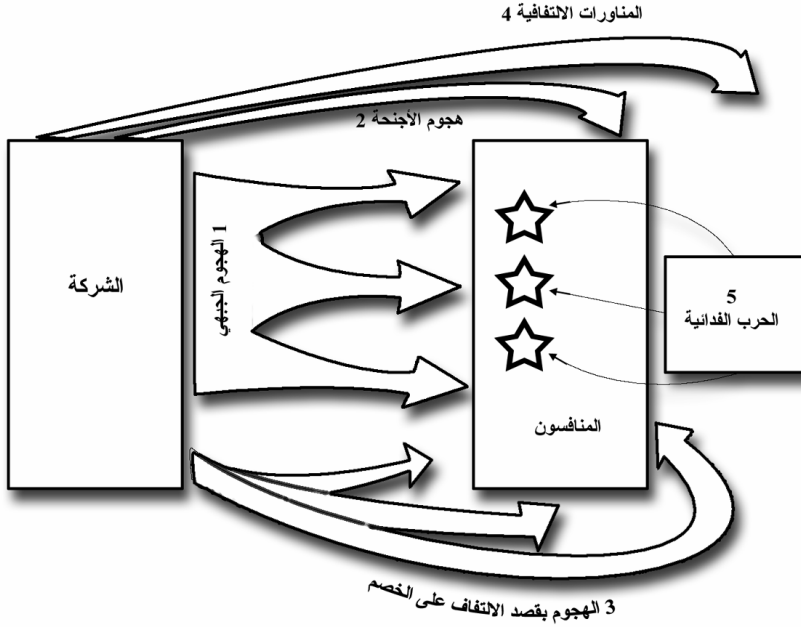 المناورات الالتفافية 4
هجوم الأجنحة 2
1 الهجوم الجبهي
الشركة
5
الحرب الفدائية
المنافسون
3 الهجوم بقصد الالتفاف على الخصم